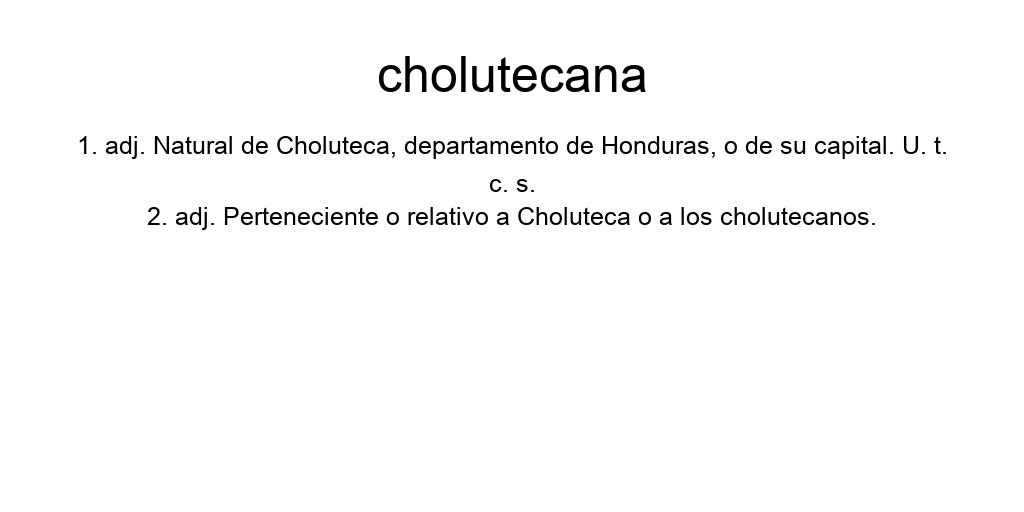 cholutecana
1. adj. Natural de Choluteca, departamento de Honduras, o de su capital. U. t.
c. s.
2. adj. Perteneciente o relativo a Choluteca o a los cholutecanos.